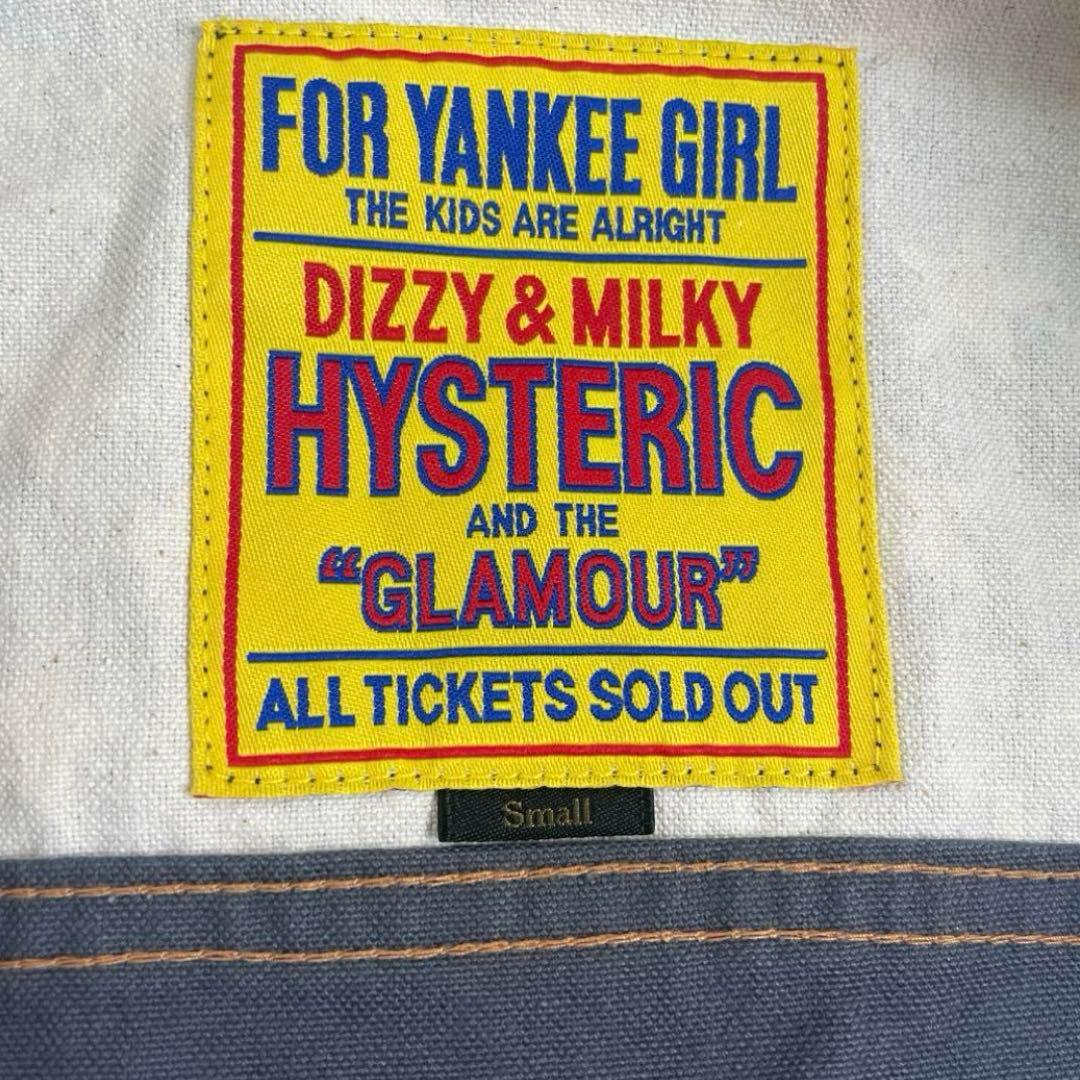 FOR YANKEE GIRL
THE KIDS ARE ALRIGHT
DIZZY & MILKY
HYSTERIC
AND THE
“GLAMOUR”
ALL TICKETS SOLD OUT
Small